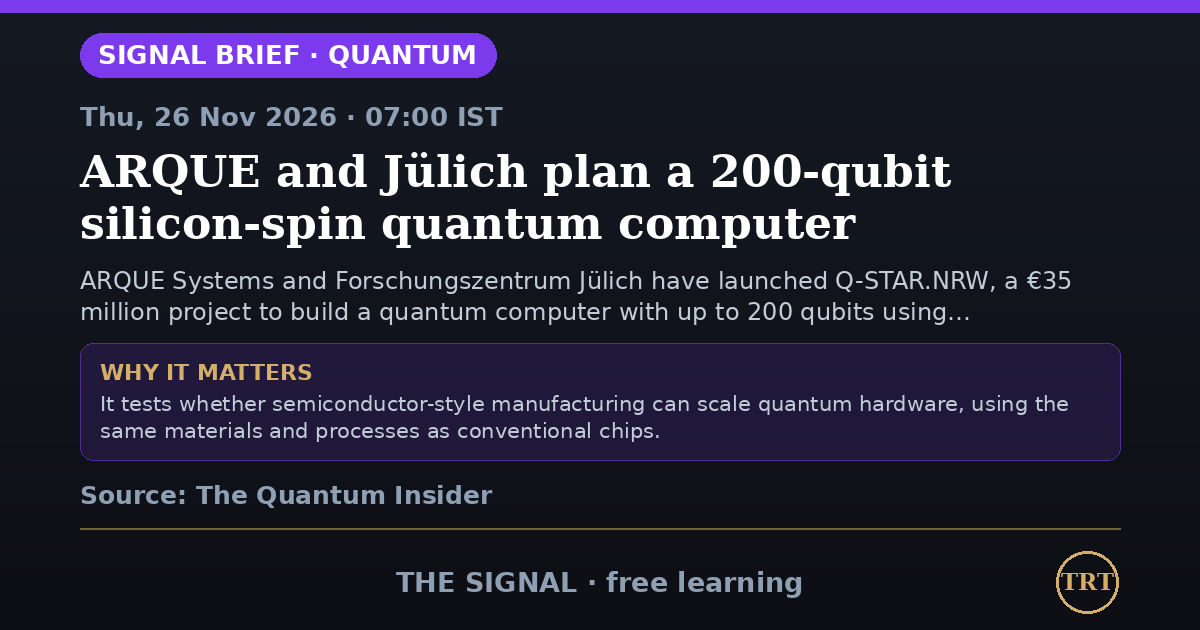 SIGNAL BRIEF · QUANTUM
Thu, 26 Nov 2026 · 07:00 IST
ARQUE and Jülich plan a 200-qubit
silicon-spin quantum computer
ARQUE Systems and Forschungszentrum Jülich have launched Q-STAR.NRW, a €35
million project to build a quantum computer with up to 200 qubits using…
WHY IT MATTERS
It tests whether semiconductor-style manufacturing can scale quantum hardware, using the
same materials and processes as conventional chips.
Source: The Quantum Insider
THE SIGNAL · free learning
TRT